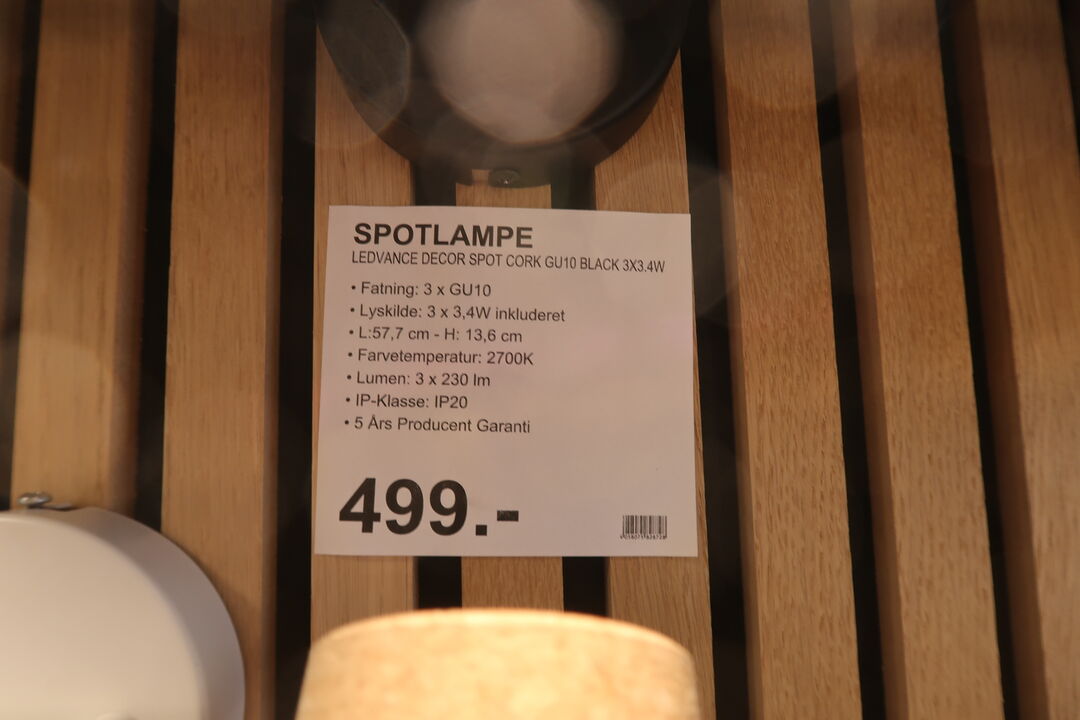 SPOTLAMPE
LEDVANCE DECOR SPOT CORK GU10 BLACK 3X3.4W
• Fatning: 3 x GU10
• Lyskilde: 3 x 3,4W inkluderet
• L:57,7 cm - H: 13,6 cm
• Farvetemperatur: 2700K
• Lumen: 3 x 230 lm
• IP-Klasse: IP20
• 5 Års Producent Garanti
499.-